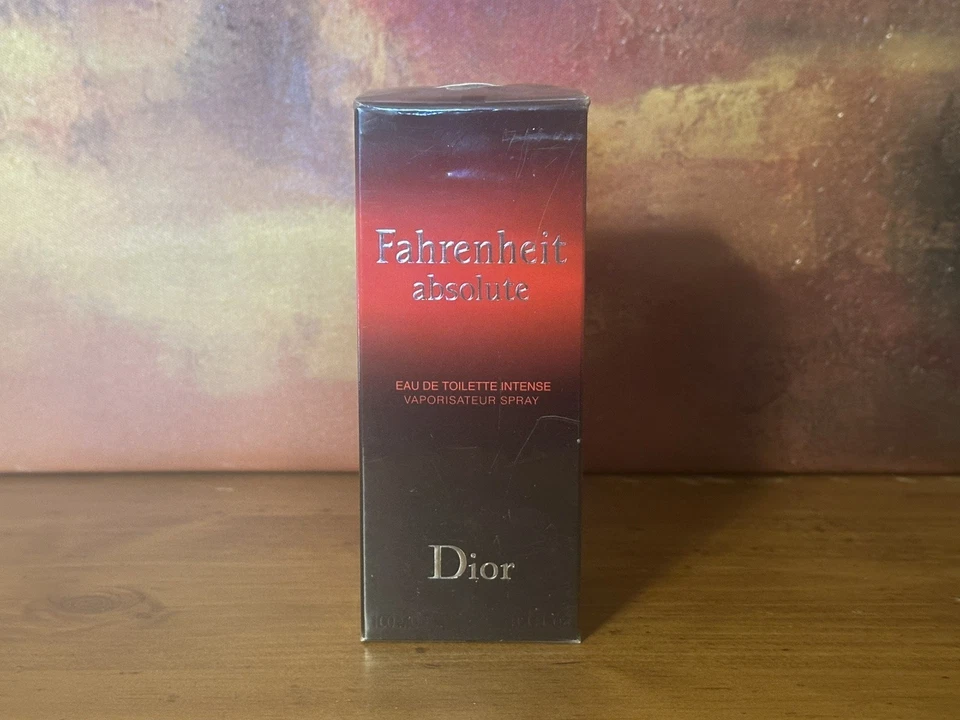 Fahrenheit
absolute
EAU DE TOILETTE INTENSE
VAPORISATEUR SPRAY
Dior